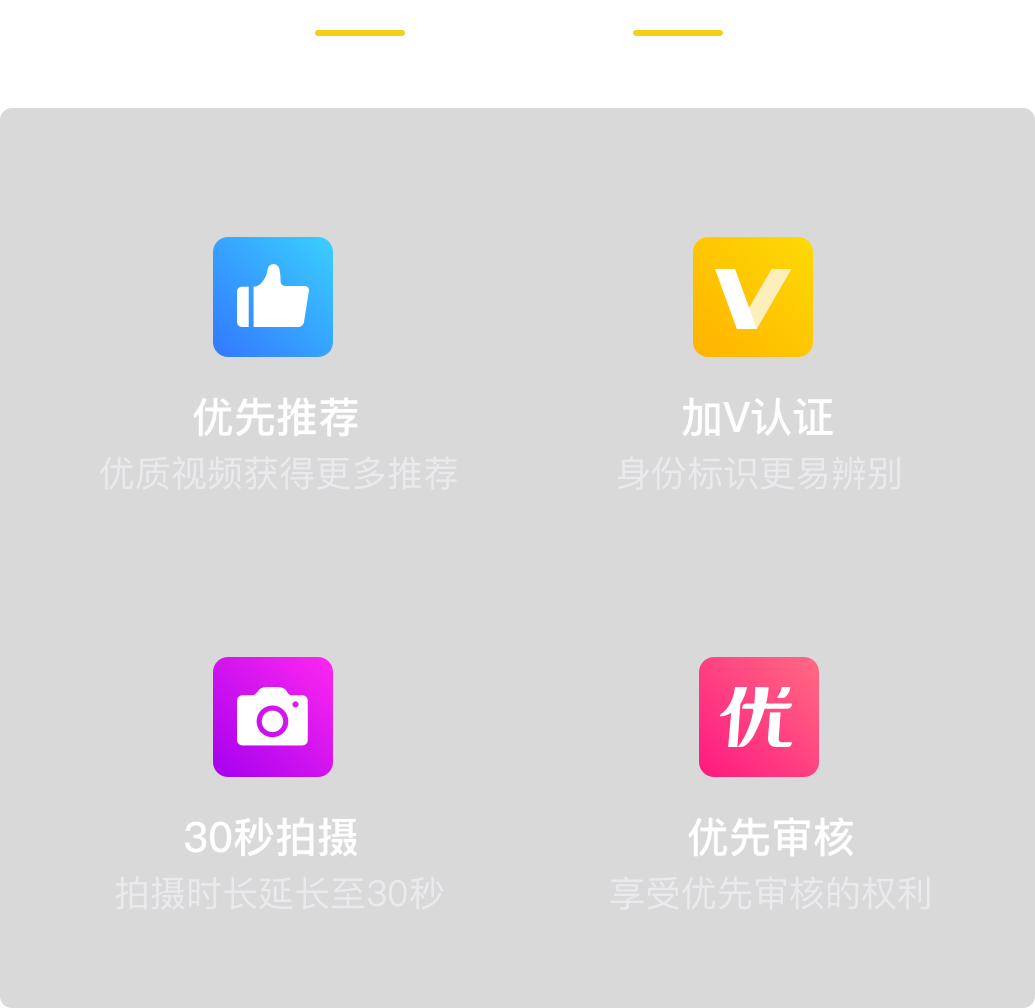 优先推荐
优质视频获得更多推荐
加V认证
身份标识更易辨别
30秒拍摄
拍摄时长延长至30秒
优
优先审核
享受优先审核的权利